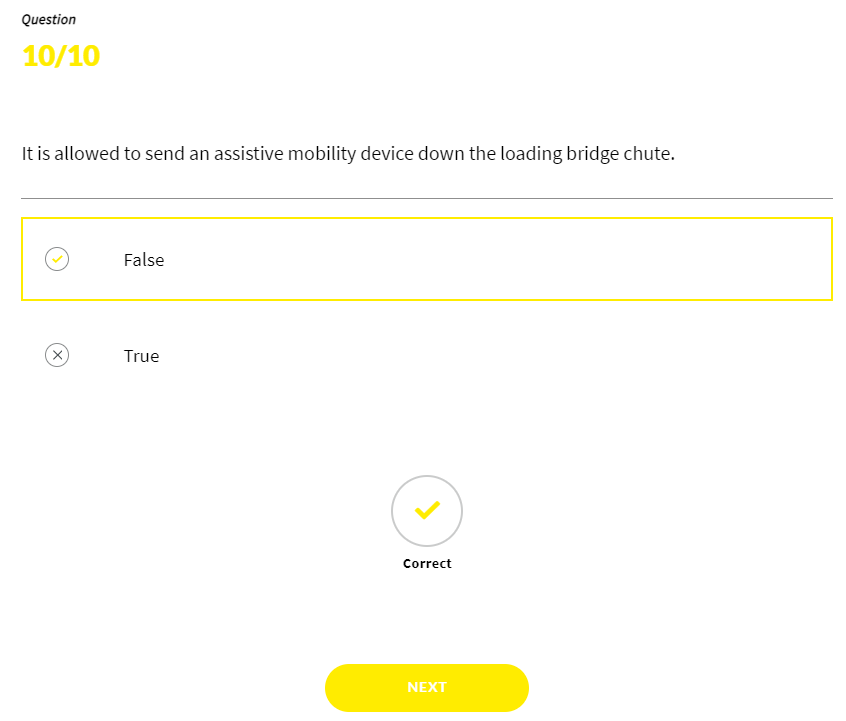 Question
10/10
It is allowed to send an assistive mobility device down the loading bridge chute.
False
True
Correct
NEXT